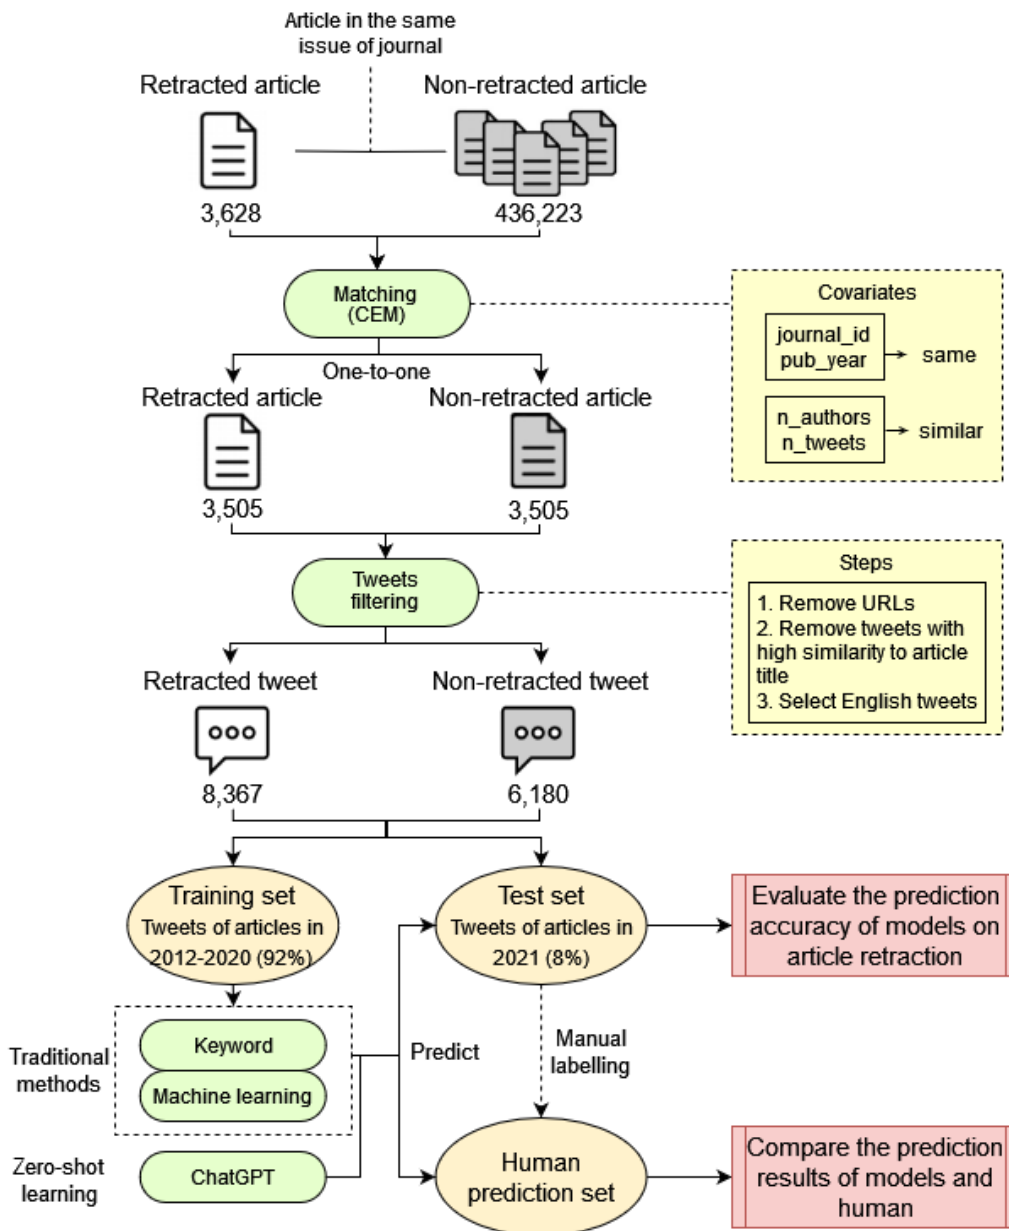 Article in the same
issue of journal
Retracted article
Non-retracted article
3,628
436,223
Matching
(CEM)
Covariates
journal_id
pub_year
same
n_authors
n_tweets
similar
One-to-one
Retracted article
Non-retracted article
3,505
3,505
Tweets
filtering
Steps
1. Remove URLs
2. Remove tweets with
high similarity to article
title
3. Select English tweets
Retracted tweet
Non-retracted tweet
8,367
6,180
Training set
Tweets of articles in
2012-2020 (92%)
Test set
Tweets of articles in
2021 (8%)
Evaluate the prediction
accuracy of models on
article retraction
Traditional
methods
Keyword
Machine learning
Predict
Manual
labelling
Zero-shot
learning
ChatGPT
Human
prediction set
Compare the prediction
results of models and
human